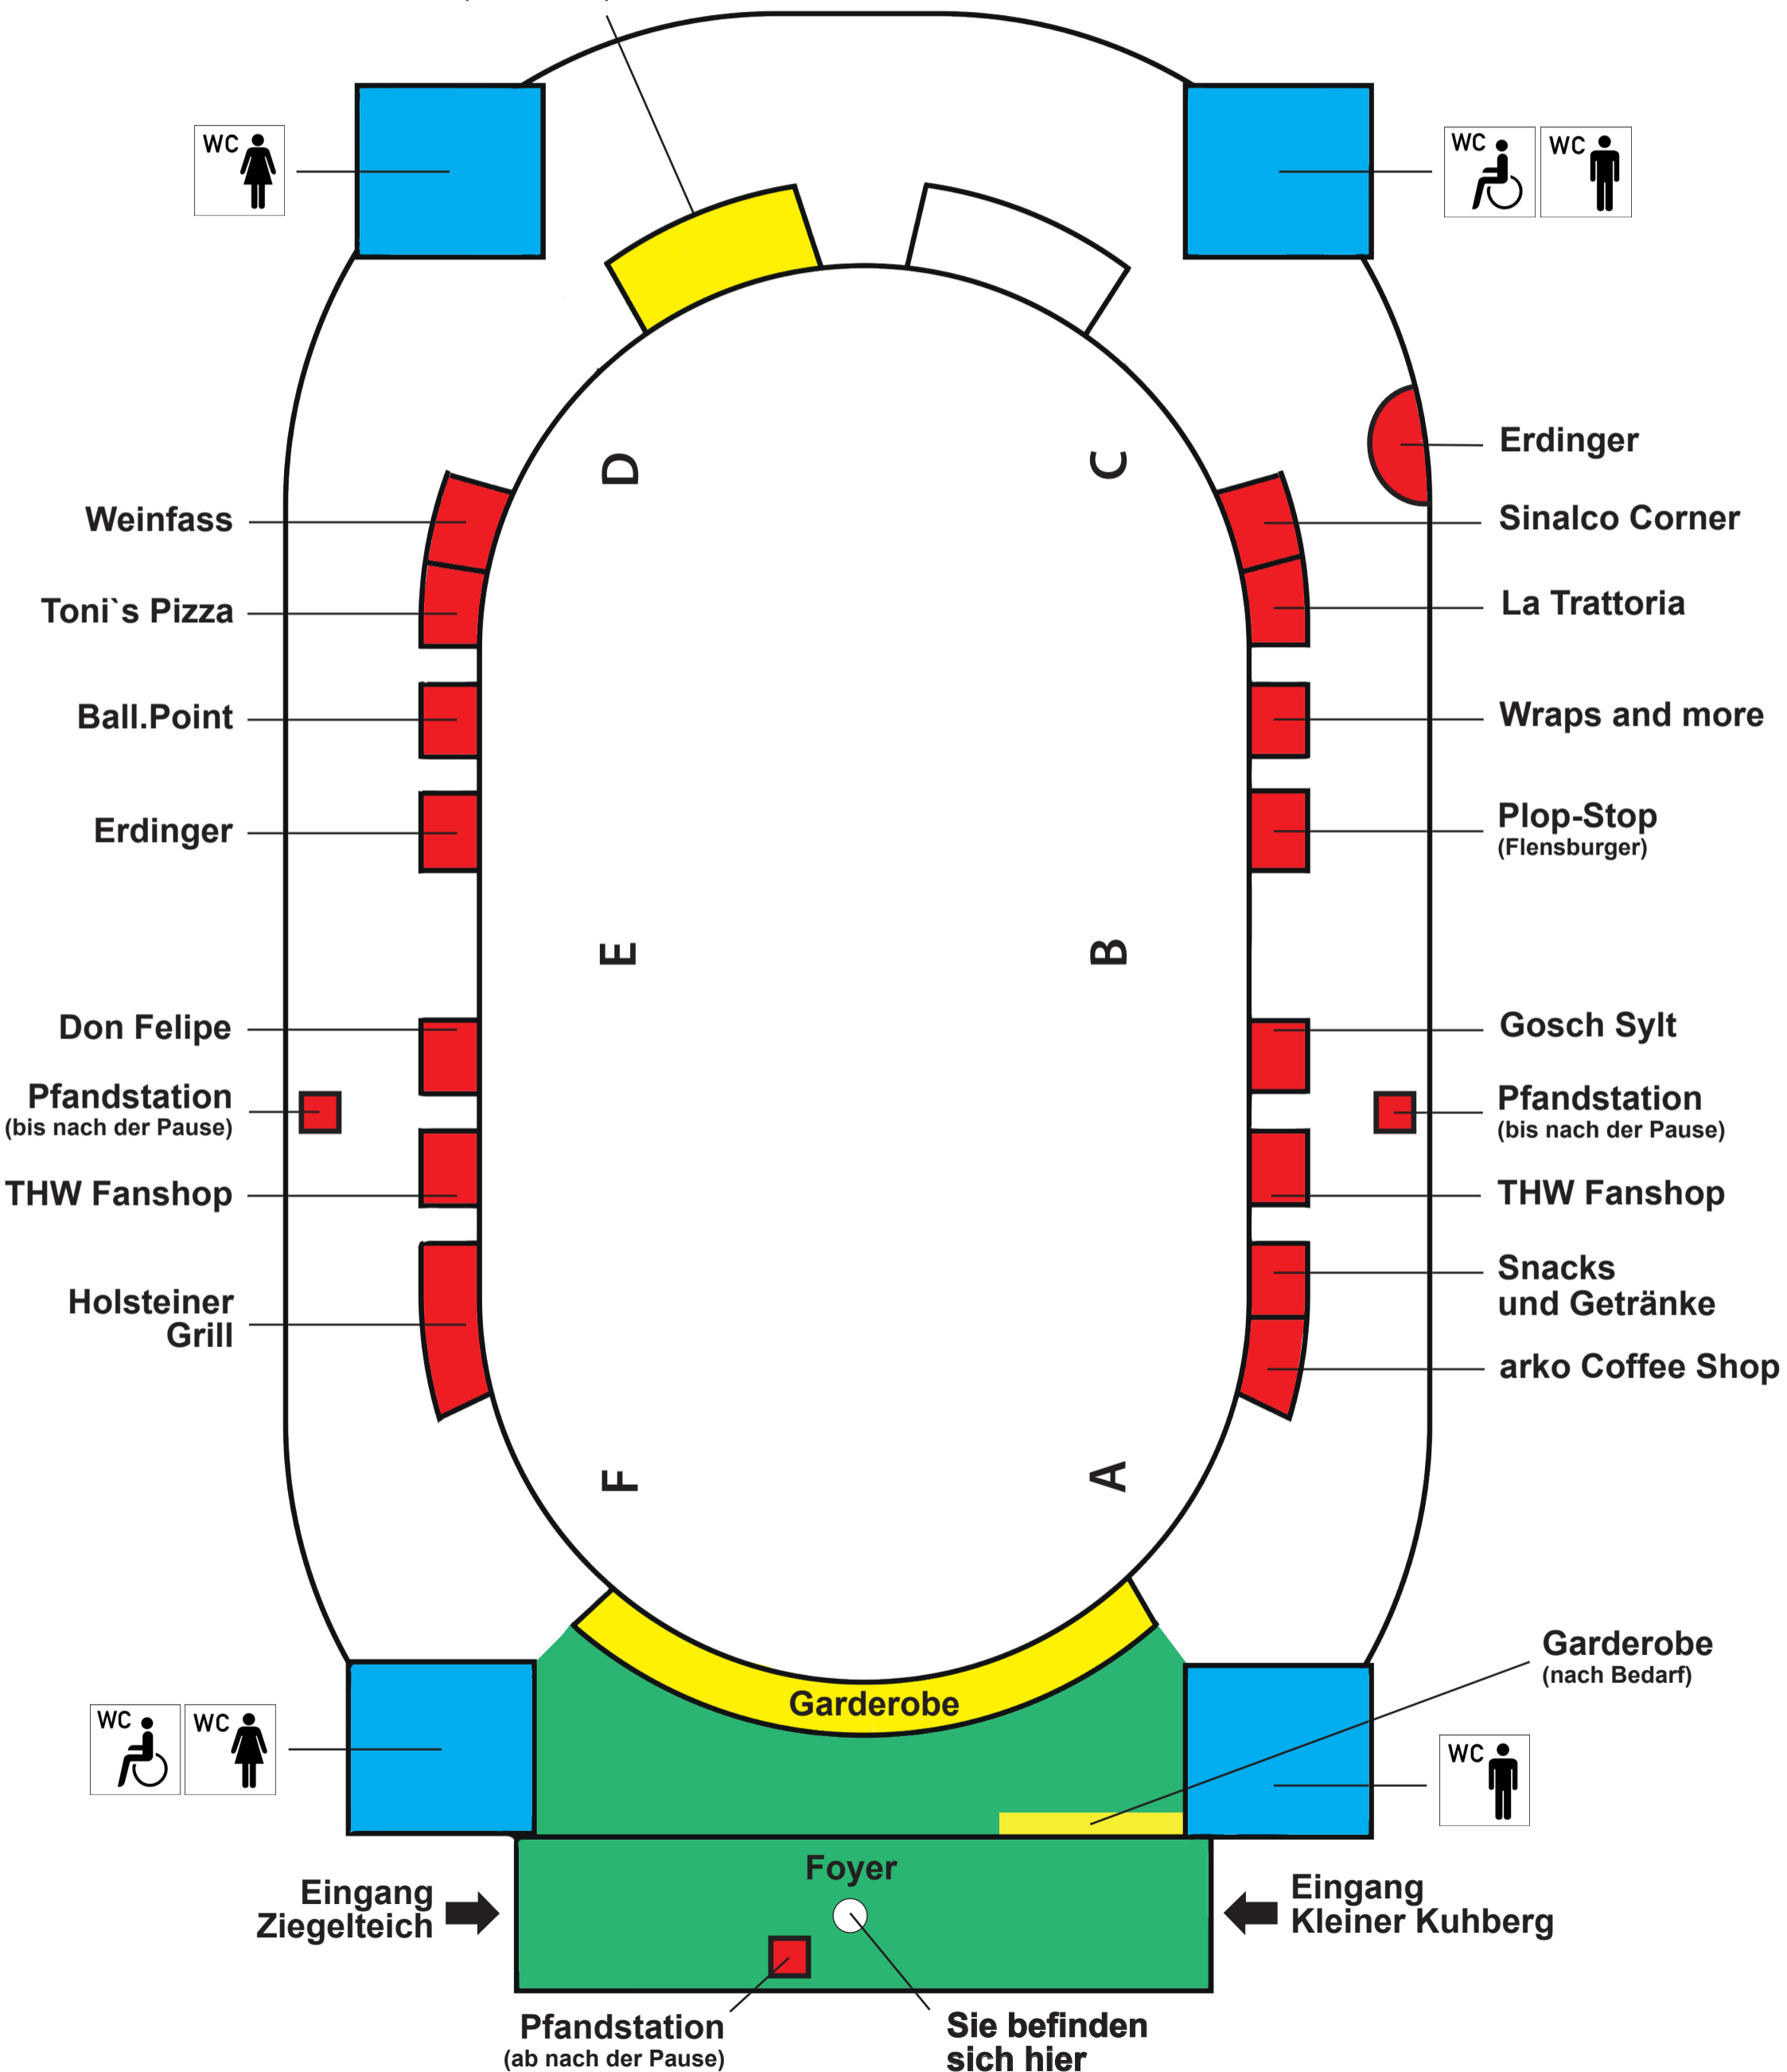 WC
WC
WC
D
C
Erdinger
Weinfass
Sinalco Corner
Toni`s Pizza
La Trattoria
Ball.Point
Wraps and more
Erdinger
Plop-Stop
(Flensburger)
E
B
Don Felipe
Gosch Sylt
Pfandstation
(bis nach der Pause)
Pfandstation
(bis nach der Pause)
THW Fanshop
THW Fanshop
Holsteiner
Grill
Snacks
und Getränke
arko Coffee Shop
F
A
Garderobe
(nach Bedarf)
Garderobe
WC
WC
WC
Foyer
Eingang
Ziegelteich
Eingang
Kleiner Kuhberg
Pfandstation
(ab nach der Pause)
Sie befinden
sich hier